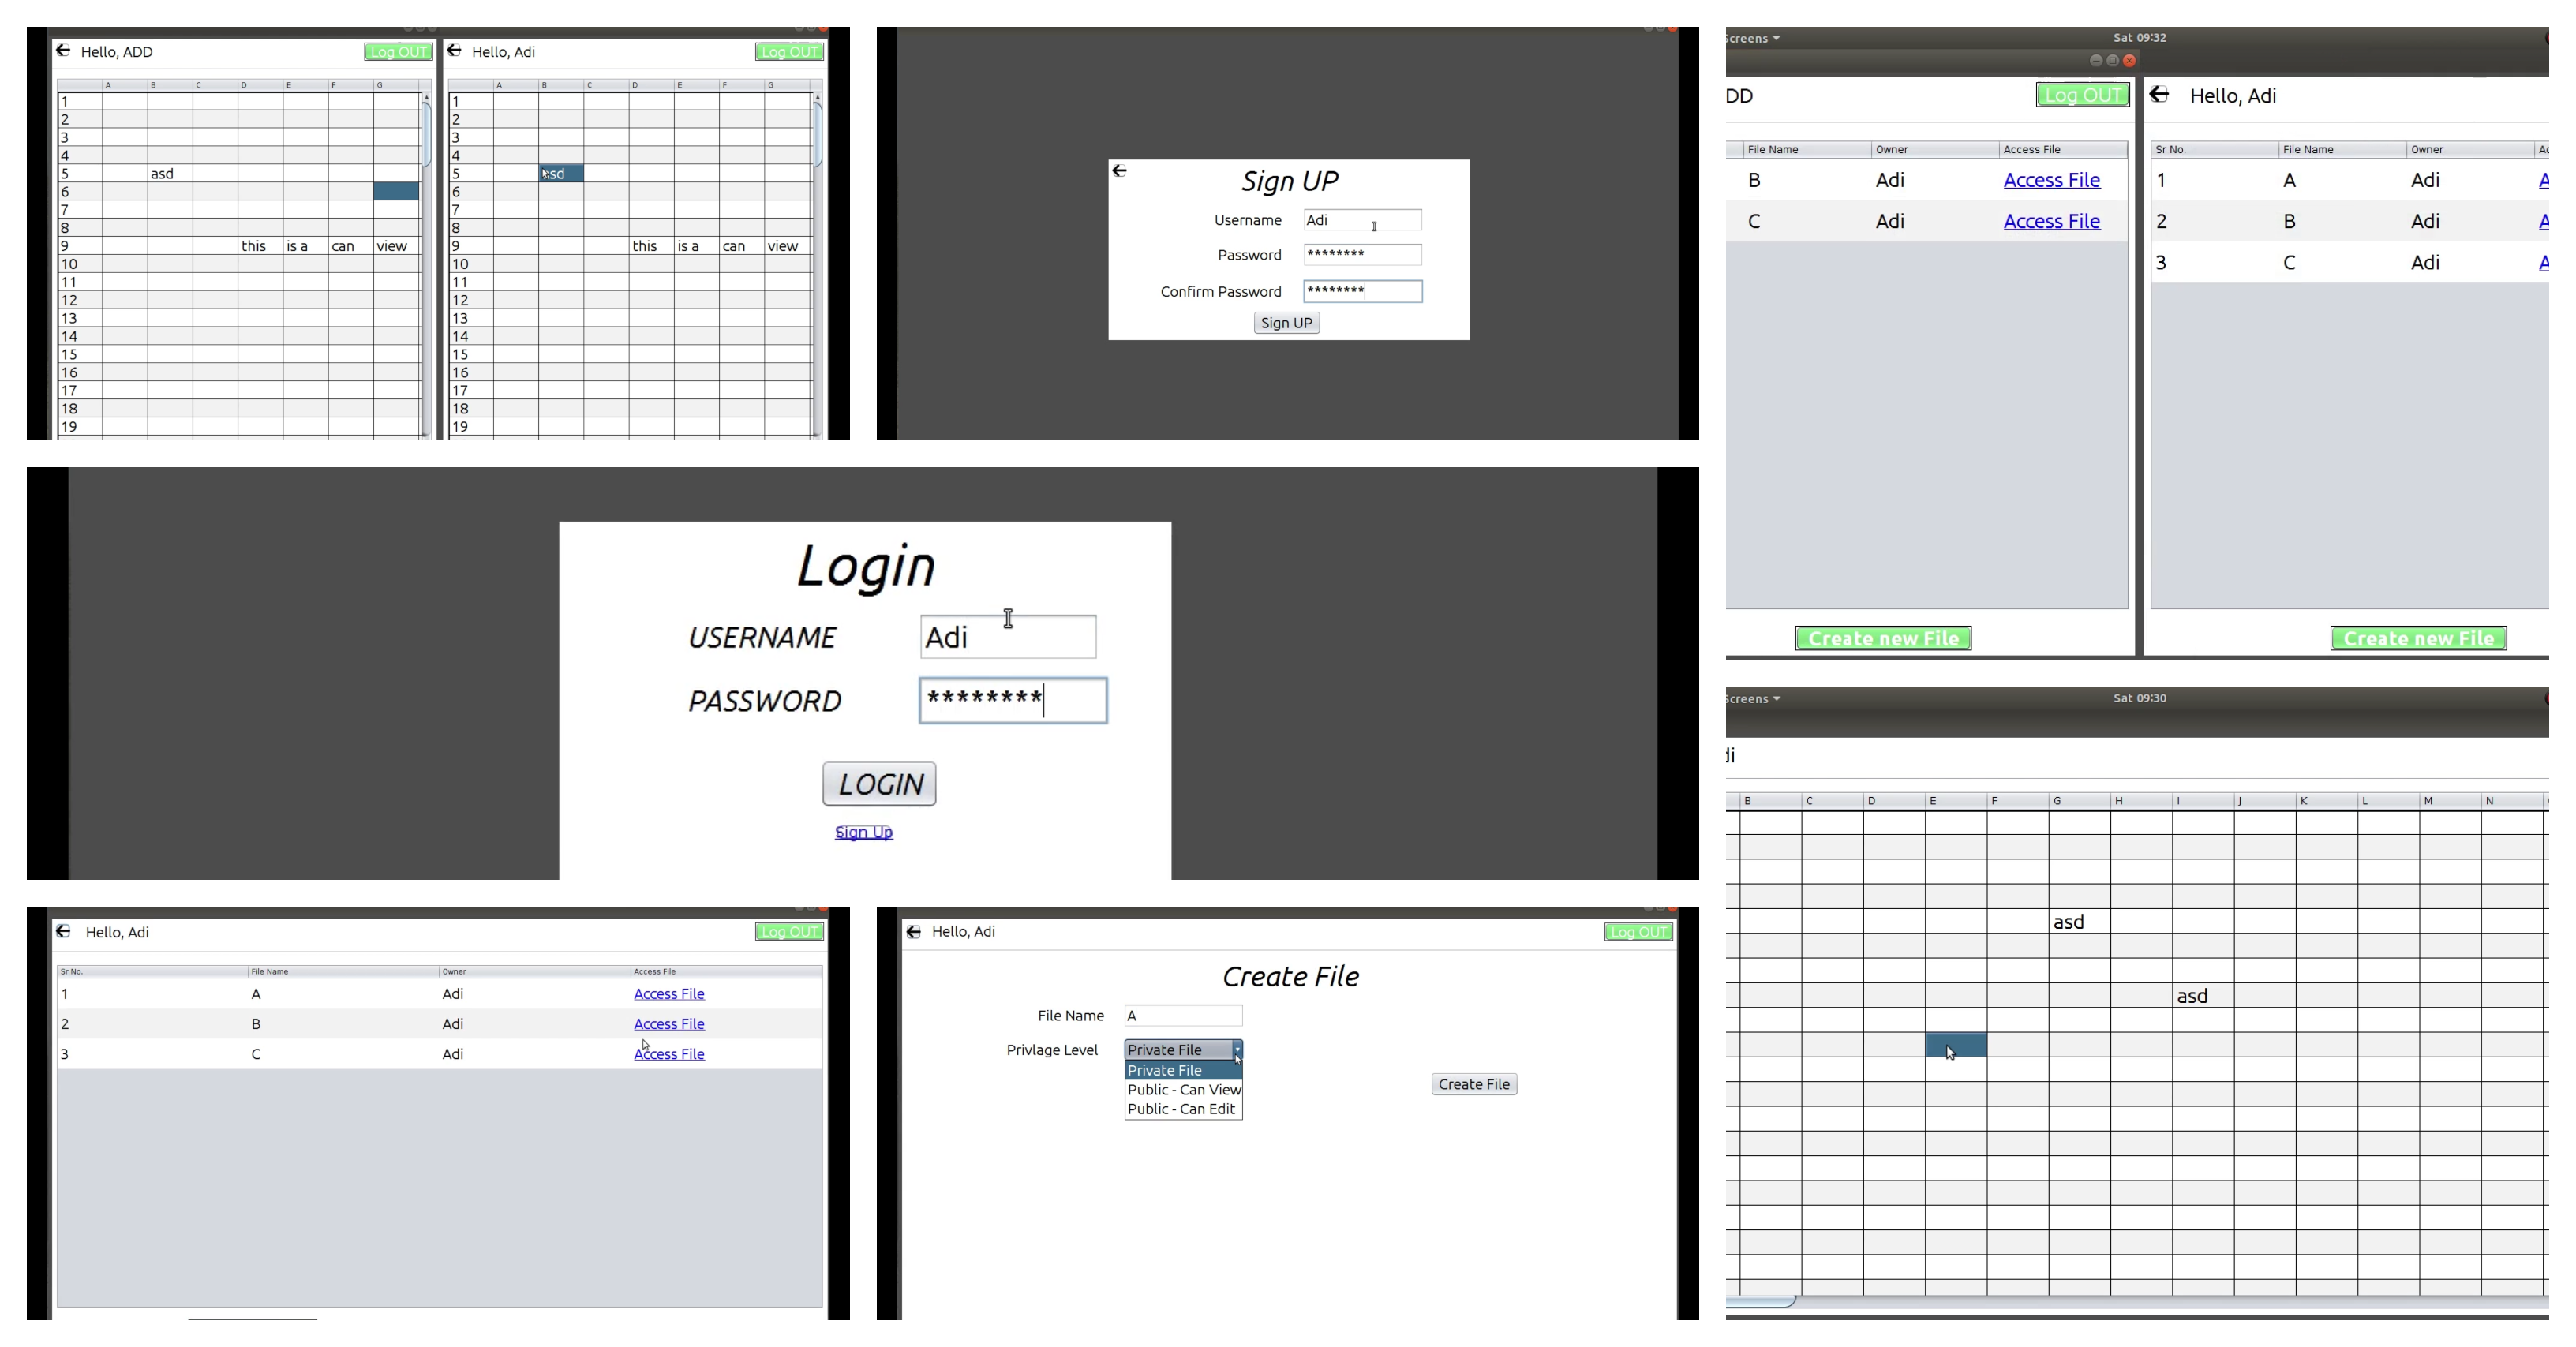 Hello, ADD Log OUT
A B C D E F G
1
2
3
4
5 asd
6
7
8
9 this is a can view
10
11
12
13
14
15
16
17
18
19
Hello, Adi Log OUT
A B C D E F G
1
2
3
4
5 asd
6
7
8
9 this is a can view
10
11
12
13
14
15
16
17
18
19
Sign UP
Username Adi
Password ********
Confirm Password ********
Sign UP
Screens Sat 09:32
DD Log OUT
File Name Owner Access File
B Adi Access File
C Adi Access File
Create new File
Hello, Adi
Sr No. File Name Owner
1 A Adi A
2 B Adi A
3 C Adi A
Create new File
Login
USERNAME Adi
PASSWORD ********
LOGIN
Sign Up
Screens Sat 09:30
di
B C D E F G H I J K L M N
asd
asd
Hello, Adi Log OUT
Sr No. File Name Owner Access File
1 A Adi Access File
2 B Adi Access File
3 C Adi Access File
Hello, Adi Log OUT
Create File
File Name A
Privlage Level Private File
Private File
Public - Can View
Public - Can Edit
Create File